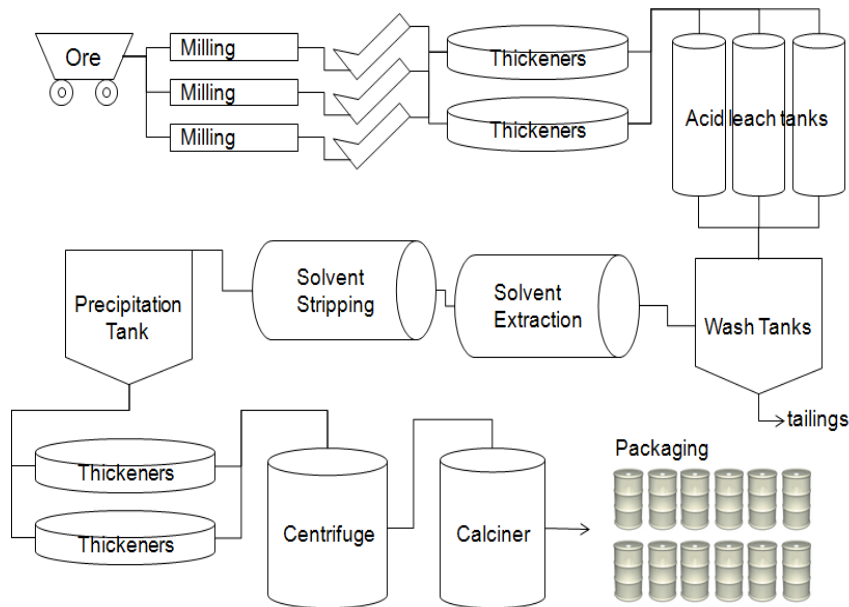 Ore
Milling
Milling
Milling
Thickeners
Thickeners
Acid leach tanks
Precipitation
Tank
Solvent
Stripping
Solvent
Extraction
Wash Tanks
tailings
Thickeners
Thickeners
Centrifuge
Calciner
Packaging